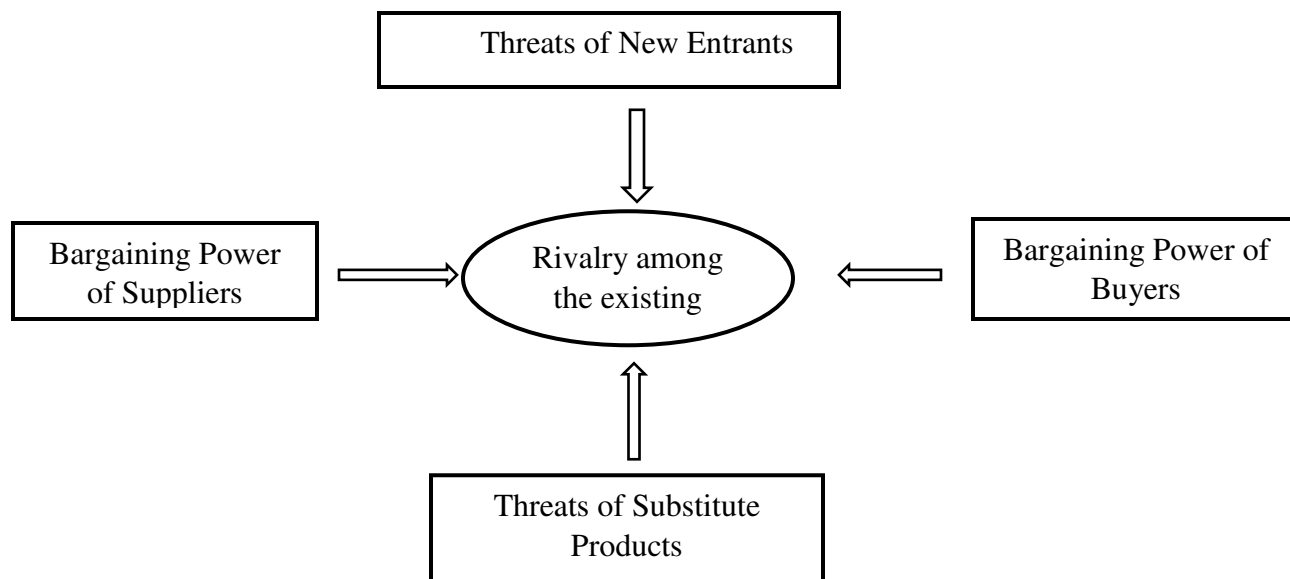 Threats of New Entrants
Bargaining Power
of Suppliers
Rivalry among
the existing
Bargaining Power of
Buyers
Threats of Substitute
Products